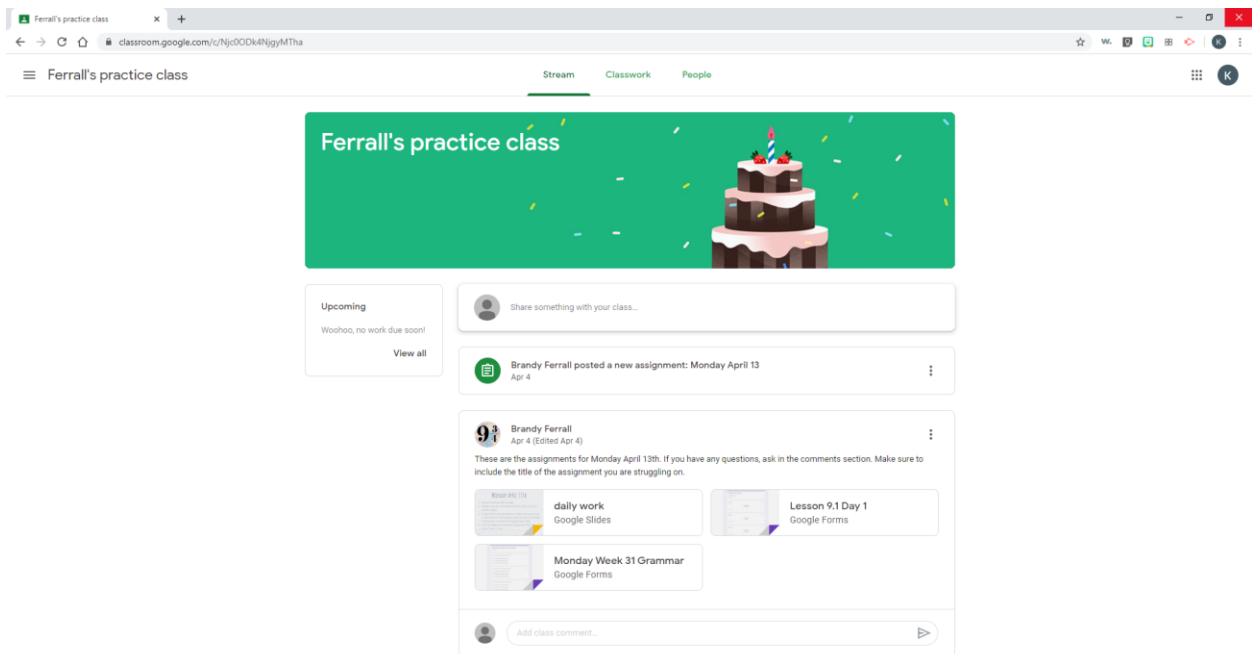 Ferrall's practice class
classroom.google.com/c/Njc0ODk4NjgyMTha
K
Ferrall's practice class
Stream Classwork People
K
Ferrall's practice class
Upcoming
Woohoo, no work due soon!
View all
Share something with your class...
Brandy Ferrall posted a new assignment: Monday April 13
Apr 4
Brandy Ferrall
Apr 4 (Edited Apr 4)
These are the assignments for Monday April 13th. If you have any questions, ask in the comments section. Make sure to
include the title of the assignment you are struggling on.
daily work
Google Slides
Lesson 9.1 Day 1
Google Forms
Monday Week 31 Grammar
Google Forms
Add class comment...